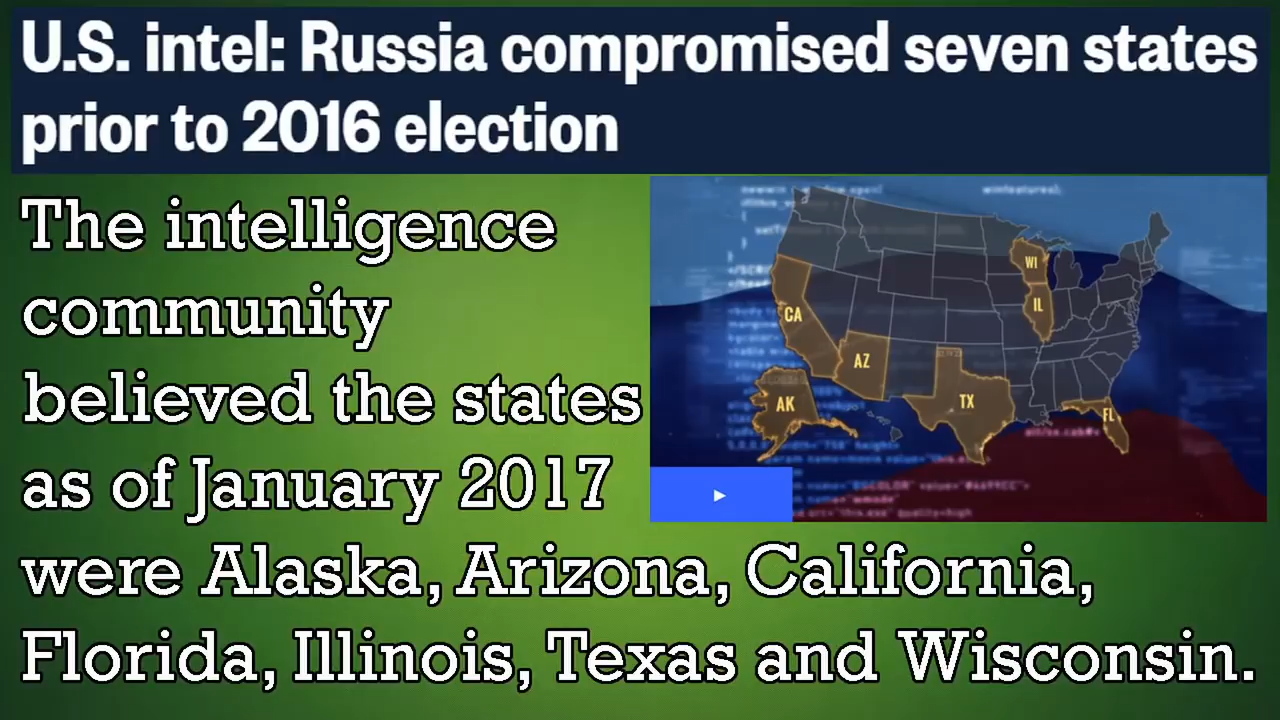 U.S. intel: Russia compromised seven states
prior to 2016 election
The intelligence
community
believed the states
as of January 2017
were Alaska, Arizona, California,
Florida, Illinois, Texas and Wisconsin.
WI
IL
CA
AZ
TX
AK
FL